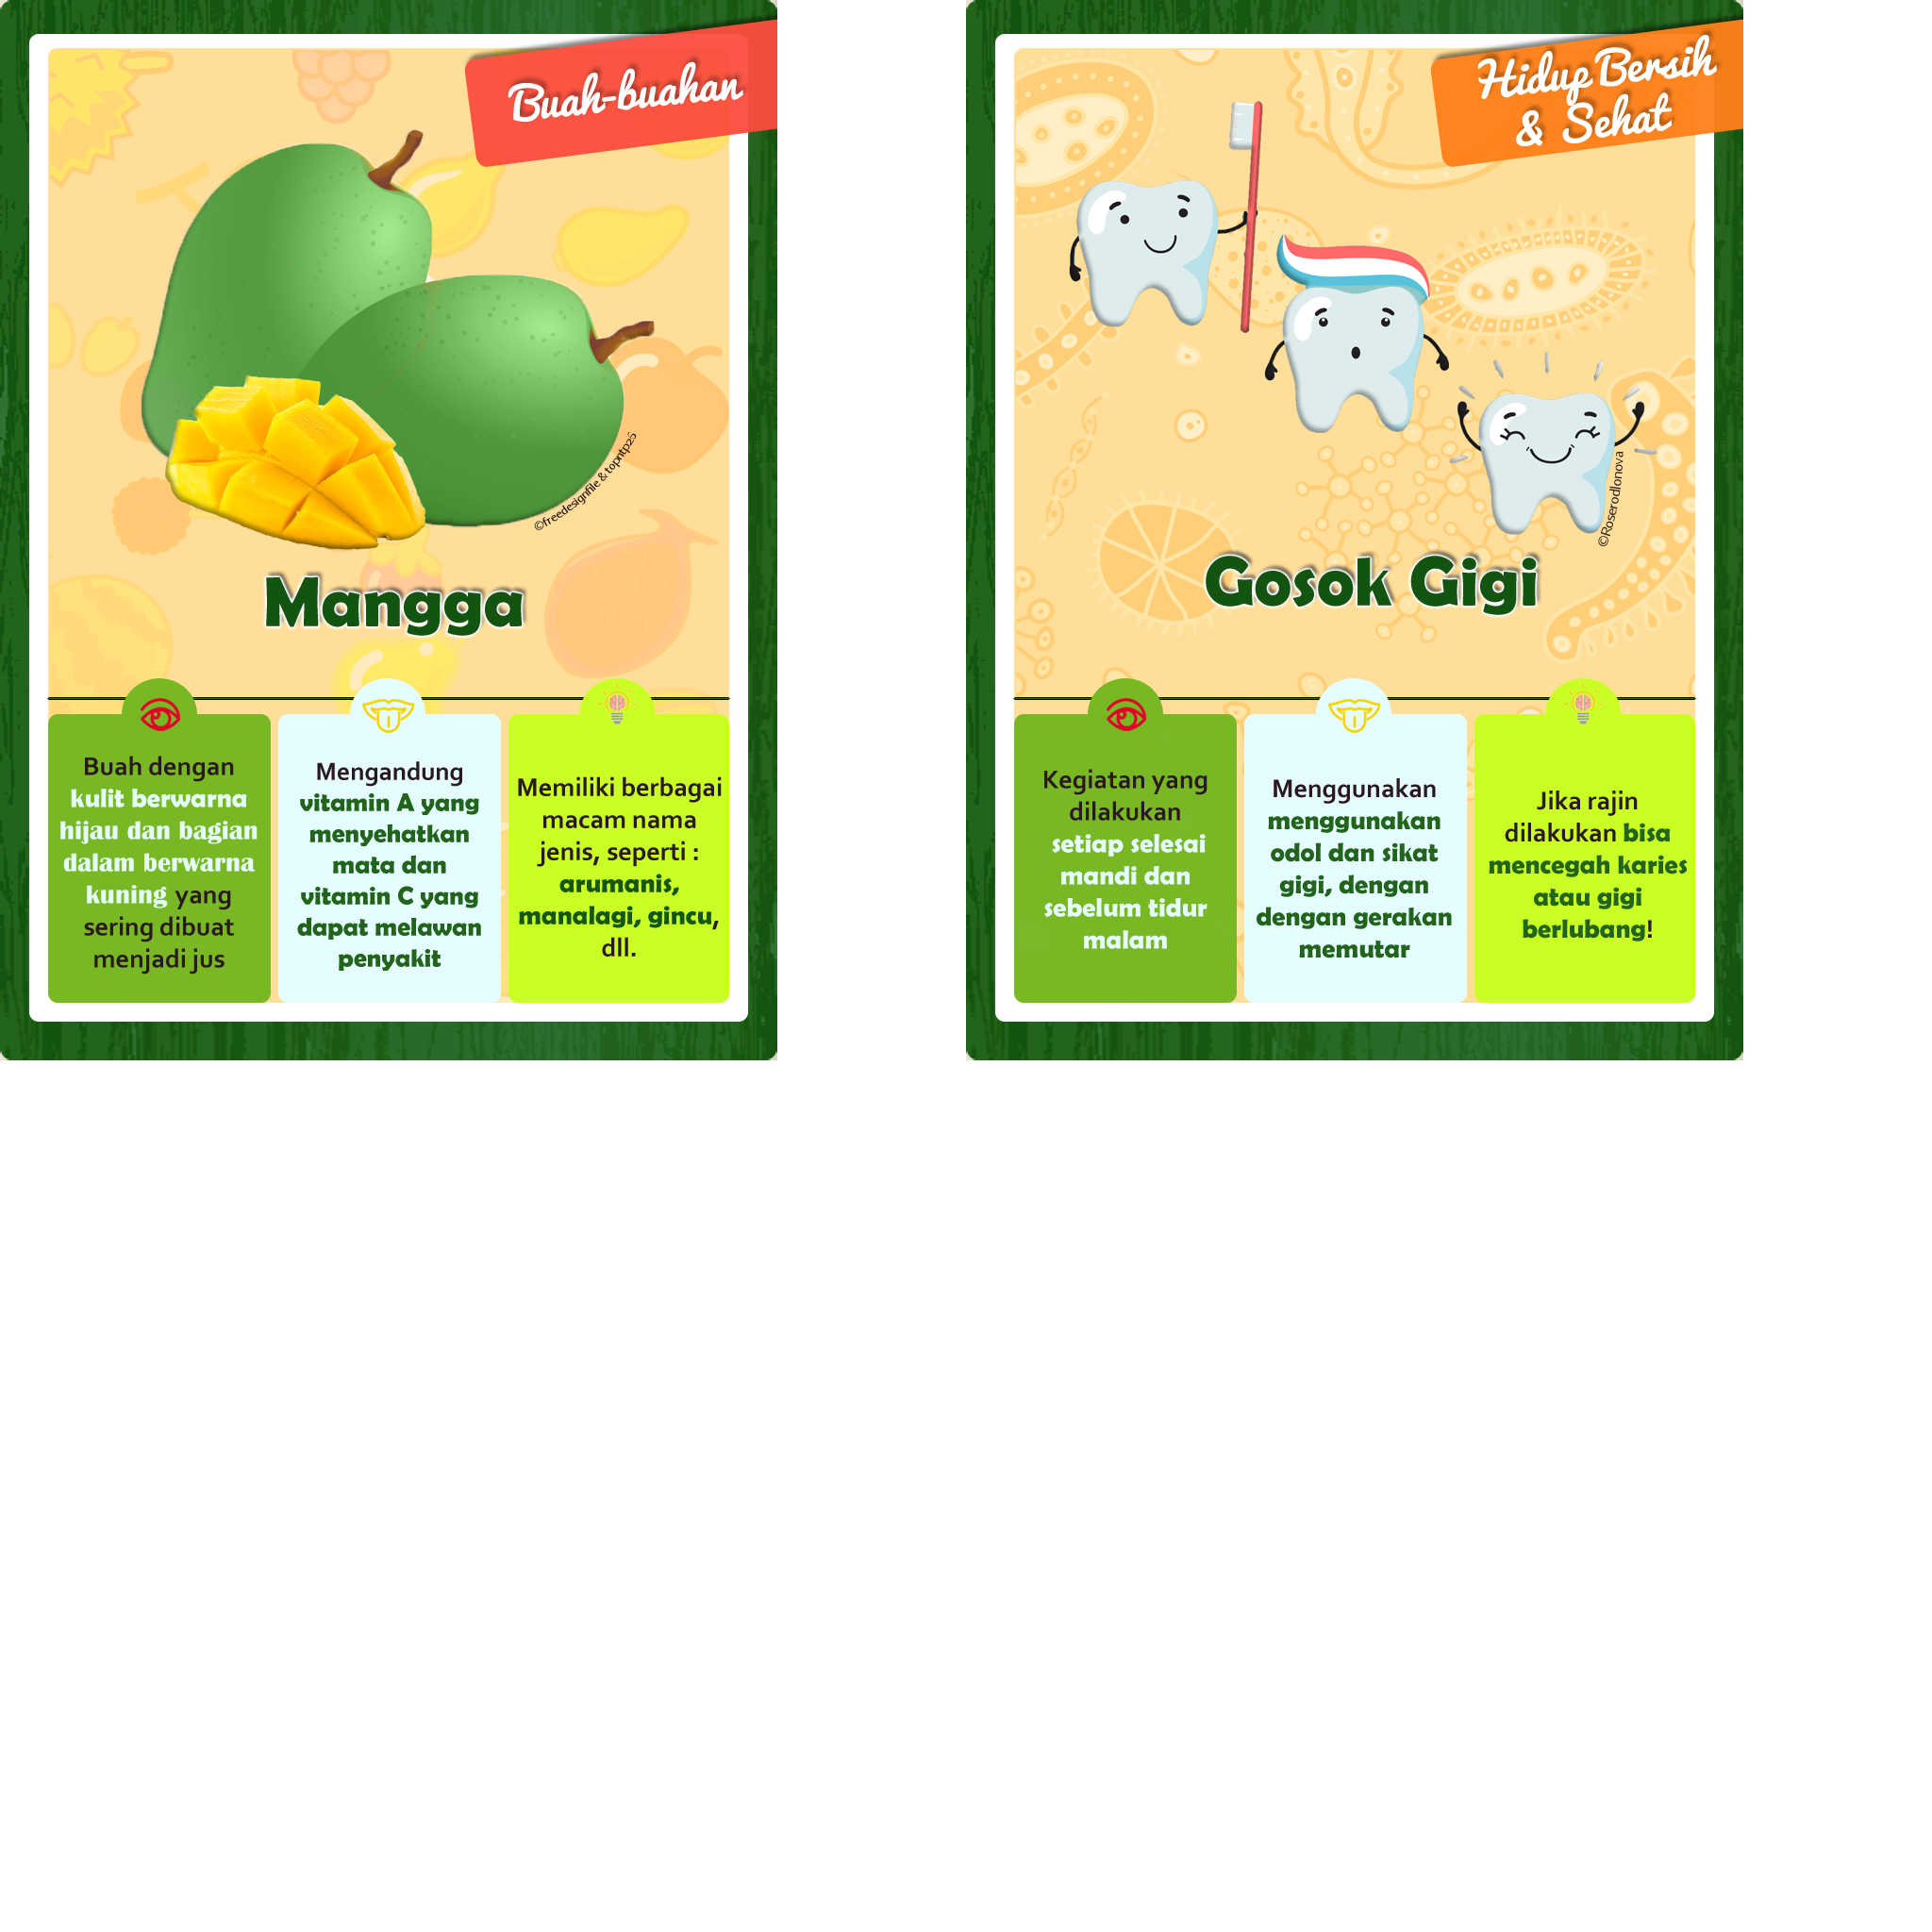 Buah-buahan
©freedesignfile & topntp26
Mangga
Buah dengan
kulit berwarna
hijau dan bagian
dalam berwarna
kuning yang
sering dibuat
menjadi jus
Mengandung
vitamin A yang
menyehatkan
mata dan
vitamin C yang
dapat melawan
penyakit
Memiliki berbagai
macam nama
jenis, seperti :
arumanis,
manalagi, gincu,
dll.
Hidup Bersih
& Sehat
©Roserodlonova
Gosok Gigi
Kegiatan yang
dilakukan
setiap selesai
mandi dan
sebelum tidur
malam
Menggunakan
menggunakan
odol dan sikat
gigi, dengan
dengan gerakan
memutar
Jika rajin
dilakukan bisa
mencegah karies
atau gigi
berlubang!